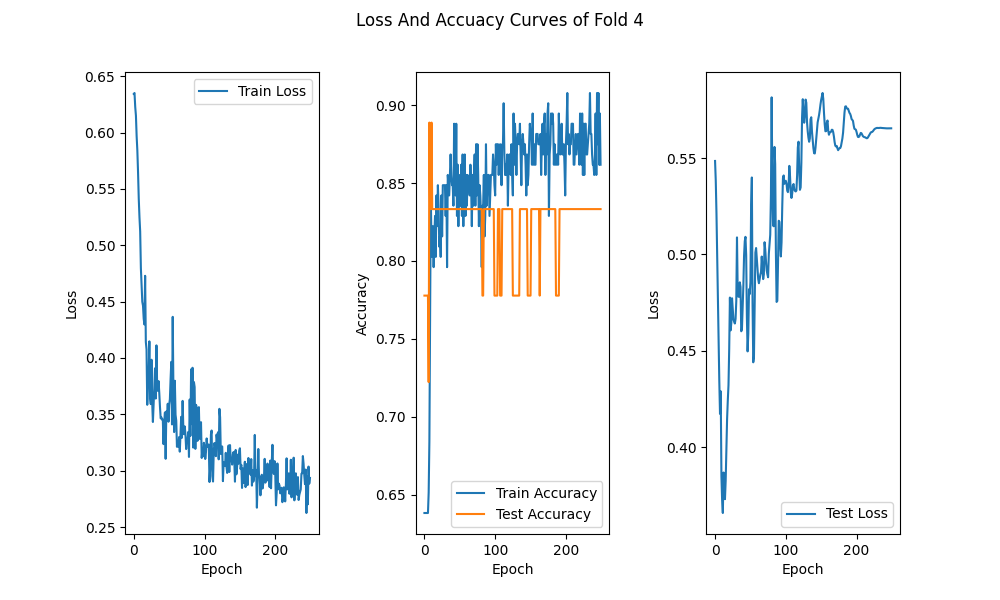 Loss And Accuacy Curves of Fold 4
0.65
0.60
0.55
0.50
0.45
0.40
0.35
0.30
0.25
Loss
0
100
200
Epoch
Train Loss
0.90
0.85
0.80
0.75
0.70
0.65
Accuracy
0
100
200
Epoch
Train Accuracy
Test Accuracy
0.55
0.50
0.45
0.40
Loss
0
100
200
Epoch
Test Loss